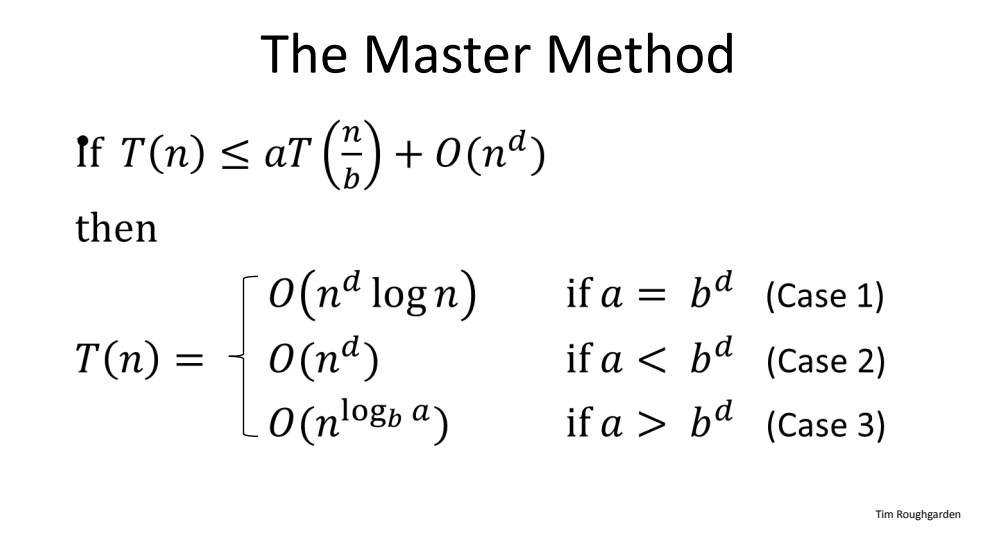 The Master Method
If T(n) ≤ aT(n/b) + O(n^d)
then
T(n) =
O(n^d log n) if a = b^d (Case 1)
O(n^d) if a < b^d (Case 2)
O(n^{log_b a}) if a > b^d (Case 3)
Tim Roughgarden